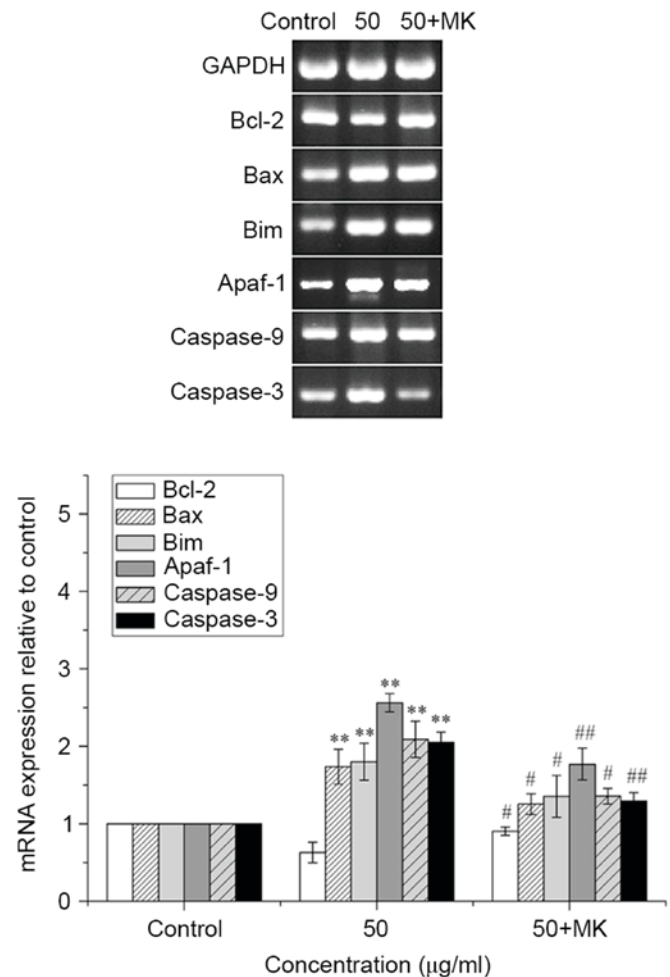 Control 50 50+MK
GAPDH
Bcl-2
Bax
Bim
Apaf-1
Caspase-9
Caspase-3
mRNA expression relative to control
5
4
3
2
1
0
Bcl-2
Bax
Bim
Apaf-1
Caspase-9
Caspase-3
** ** ** ** **
# # # ## # ##
Control 50 50+MK
Concentration (μg/ml)